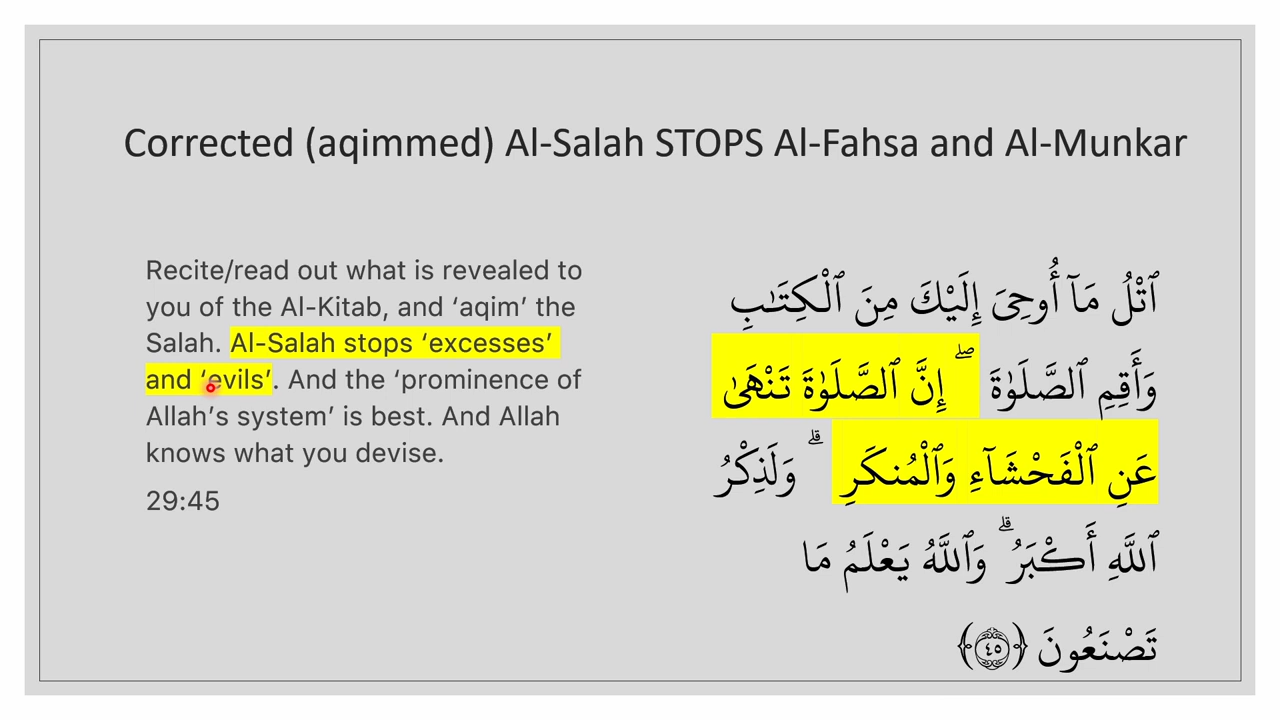 Corrected (aqimmed) Al-Salah STOPS Al-Fahsa and Al-Munkar
Recite/read out what is revealed to
you of the Al-Kitab, and ‘aqim’ the
Salah. Al-Salah stops ‘excesses’
and ‘evils’. And the ‘prominence of
Allah’s system’ is best. And Allah
knows what you devise.
29:45
ٱتْلُ مَآ أُوحِىَ إِلَيْكَ مِنَ ٱلْكِتَـٰبِ
وَأَقِمِ ٱلصَّلَوٰةَ ۖ إِنَّ ٱلصَّلَوٰةَ تَنْهَىٰ
عَنِ ٱلْفَحْشَآءِ وَٱلْمُنكَرِ ۗ وَلَذِكْرُ
ٱللَّهِ أَكْبَرُ ۗ وَٱللَّهُ يَعْلَمُ مَا
تَصْنَعُونَ ﴿٤٥﴾